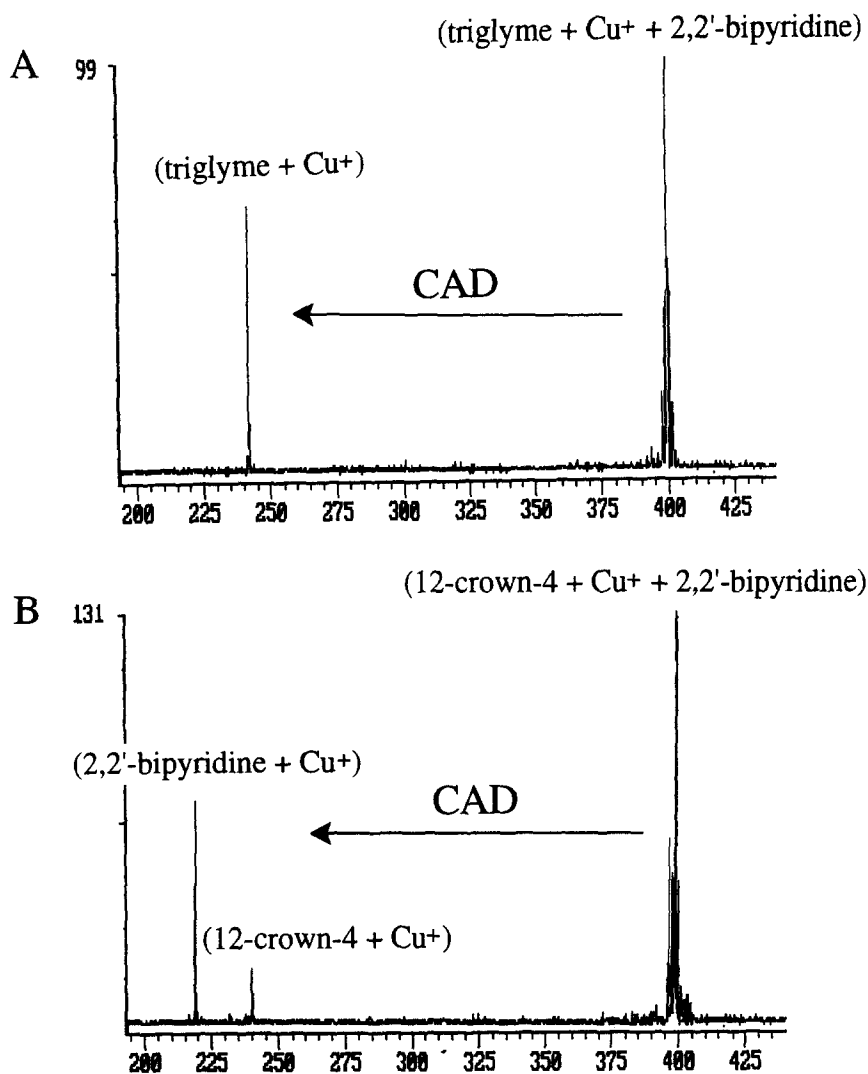 (triglyme + Cu+ + 2,2'-bipyridine)
A
99
(triglyme + Cu+)
CAD
200 225 250 275 300 325 350 375 400 425
(12-crown-4 + Cu+ + 2,2'-bipyridine)
B
131
(2,2'-bipyridine + Cu+)
CAD
(12-crown-4 + Cu+)
200 225 250 275 300 325 350 375 400 425